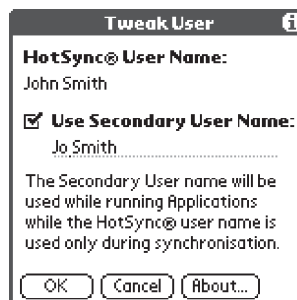 Tweak User
HotSync® User Name:
John Smith
Use Secondary User Name:
Jo Smith
The Secondary User name will be
used while running Applications
while the HotSync® user name is
used only during synchronisation.
OK Cancel About...